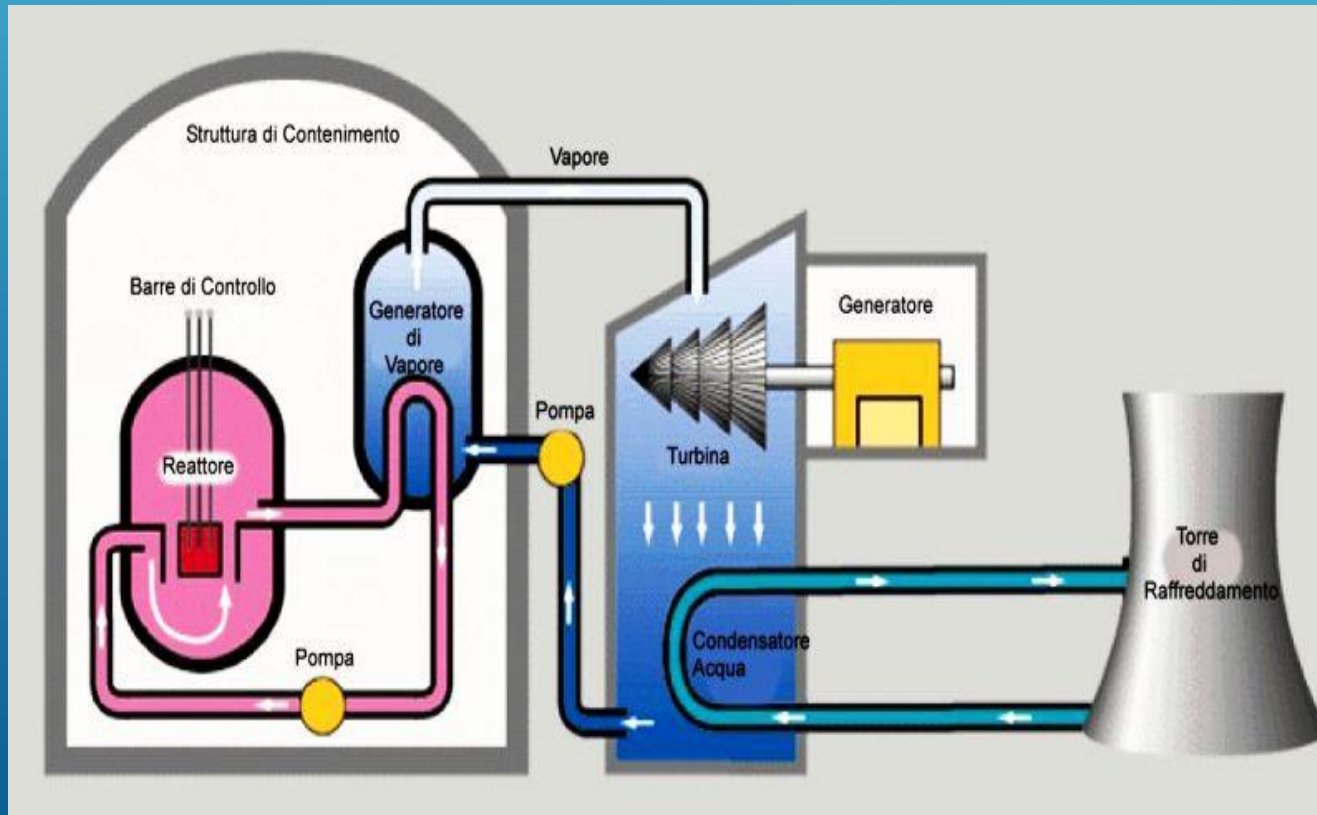 Struttura di Contenimento
Vapore
Barre di Controllo
Generatore
di
Vapore
Generatore
Pompa
Reattore
Turbina
Torre
di
Raffreddamento
Condensatore
Acqua
Pompa